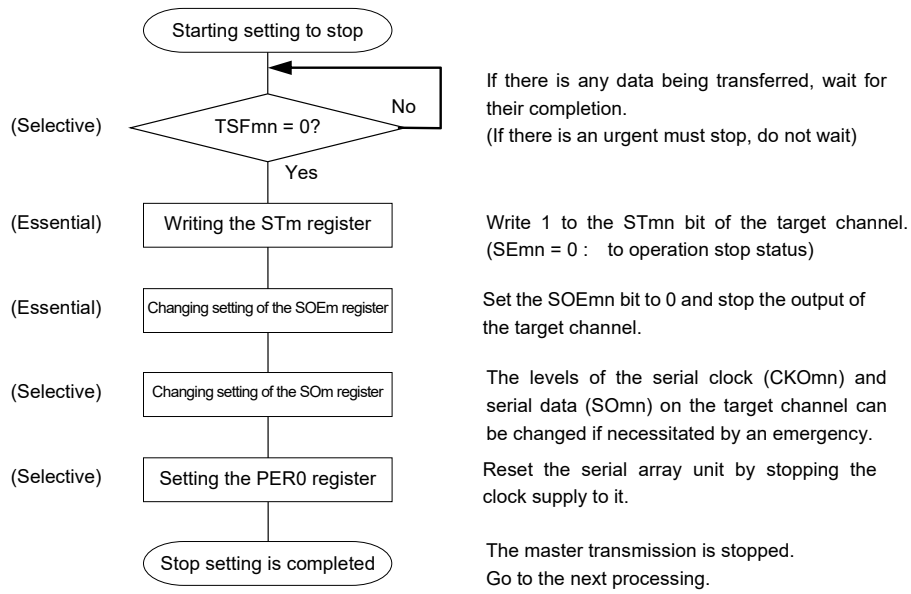 Starting setting to stop
If there is any data being transferred, wait for
their completion.
(If there is an urgent must stop, do not wait)
No
(Selective)
TSFmn = 0?
Yes
(Essential)
Writing the STm register
Write 1 to the STmn bit of the target channel.
(SEmn = 0 : to operation stop status)
(Essential)
Changing setting of the SOEm register
Set the SOEmn bit to 0 and stop the output of
the target channel.
(Selective)
Changing setting of the SOm register
The levels of the serial clock (CKOmn) and
serial data (SOmn) on the target channel can
be changed if necessitated by an emergency.
(Selective)
Setting the PER0 register
Reset the serial array unit by stopping the
clock supply to it.
Stop setting is completed
The master transmission is stopped.
Go to the next processing.